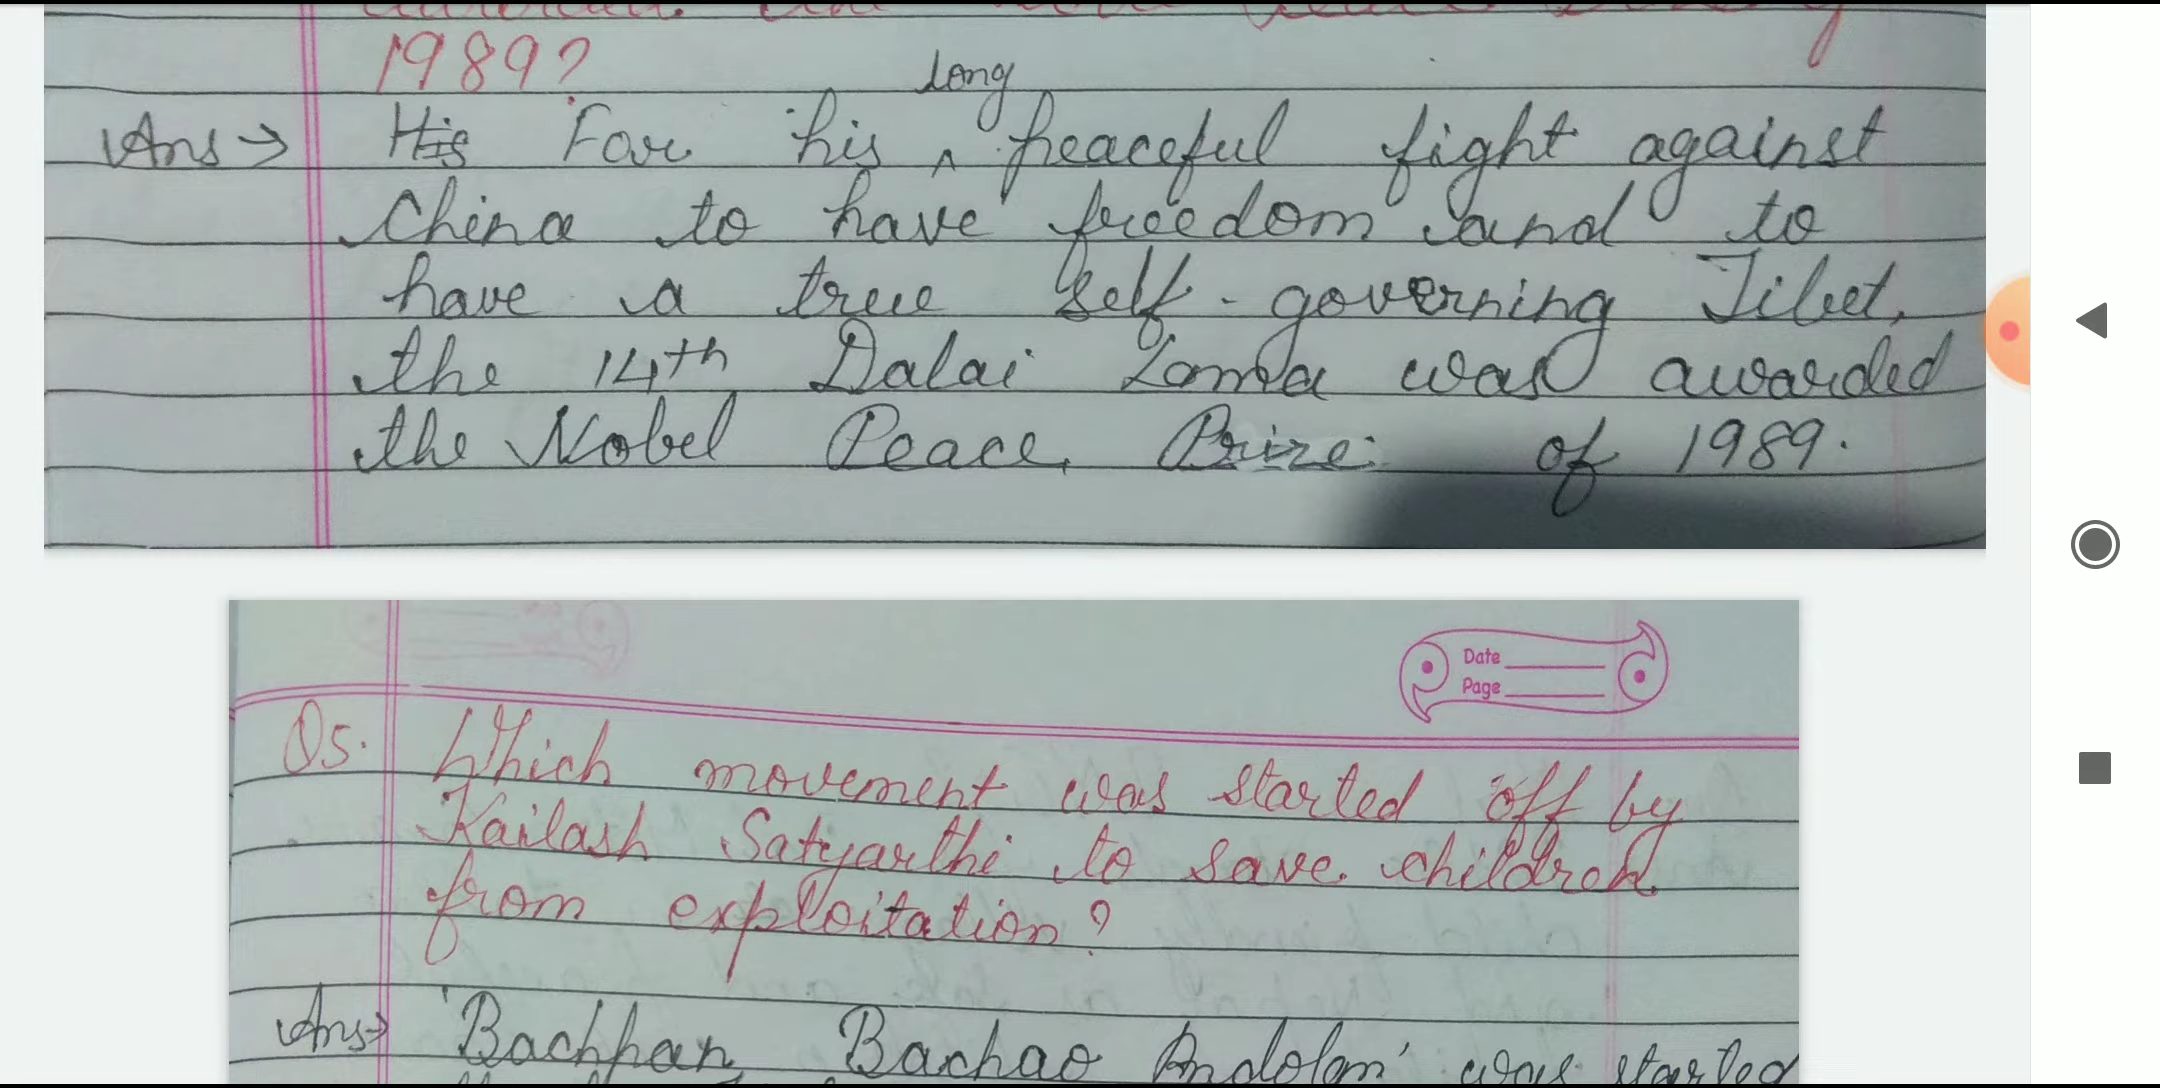 1989?
long
Ans → His For his ^ peaceful fight against
China to have freedom and to
have a true self-governing Tibet,
the 14th Dalai Lama was awarded
the Nobel Peace Prize of 1989.
Date
Page
Q5. Which movement was started off by
Kailash Satyarthi to save children
from exploitation?
Ans→ 'Bachpan Bachao Andolan' was started